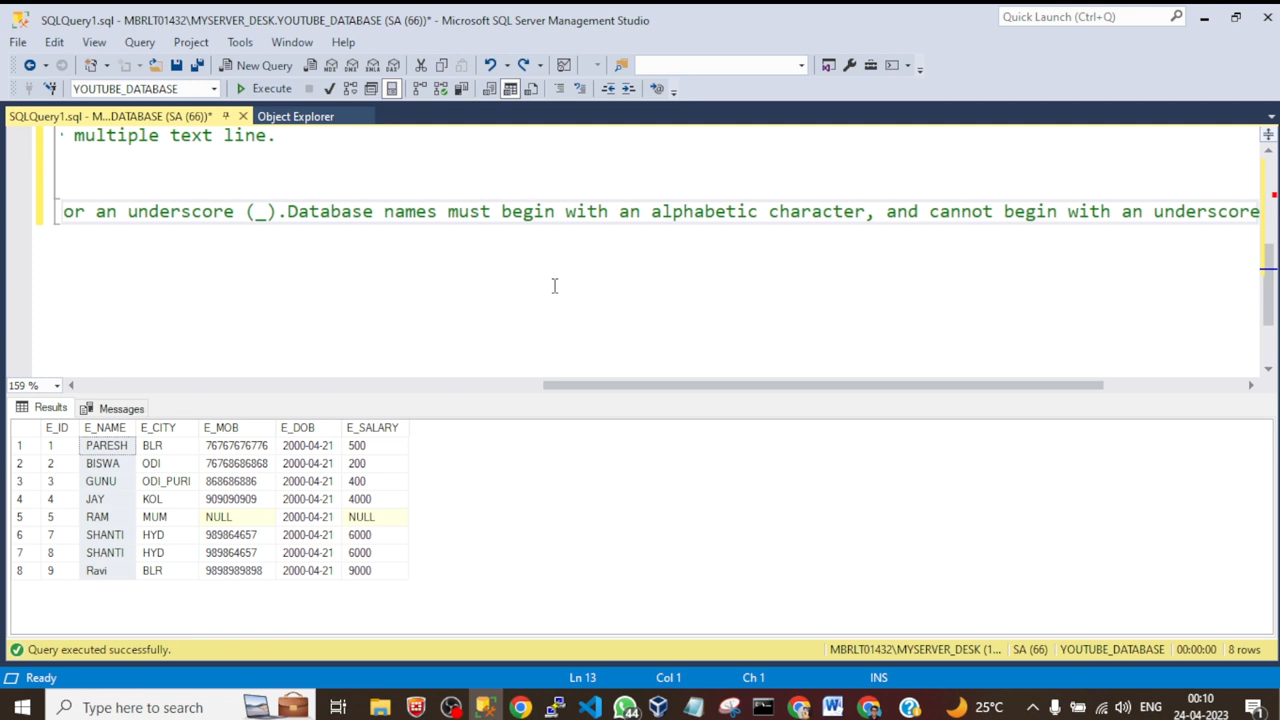 SQLQuery1.sql - MBRLT01432\MYSERVER_DESK.YOUTUBE_DATABASE (SA (66))* - Microsoft SQL Server Management Studio
Quick Launch (Ctrl+Q)
File Edit View Query Project Tools Window Help
New Query
YOUTUBE_DATABASE Execute
SQLQuery1.sql - M...DATABASE (SA (66))* Object Explorer
multiple text line.
or an underscore (_).Database names must begin with an alphabetic character, and cannot begin with an underscore
159 %
Results Messages
E_ID E_NAME E_CITY E_MOB E_DOB E_SALARY
1 1 PARESH BLR 76767676776 2000-04-21 500
2 2 BISWA ODI 76768686868 2000-04-21 200
3 3 GUNU ODI_PURI 868686886 2000-04-21 400
4 4 JAY KOL 909090909 2000-04-21 4000
5 5 RAM MUM NULL 2000-04-21 NULL
6 7 SHANTI HYD 989864657 2000-04-21 6000
7 8 SHANTI HYD 989864657 2000-04-21 6000
8 9 Ravi BLR 9898989898 2000-04-21 9000
Query executed successfully. MBRLT01432\MYSERVER_DESK (1... SA (66) YOUTUBE_DATABASE 00:00:00 8 rows
Ready Ln 13 Col 1 Ch 1 INS
Type here to search 44 25°C ENG 00:10
24-04-2023 1